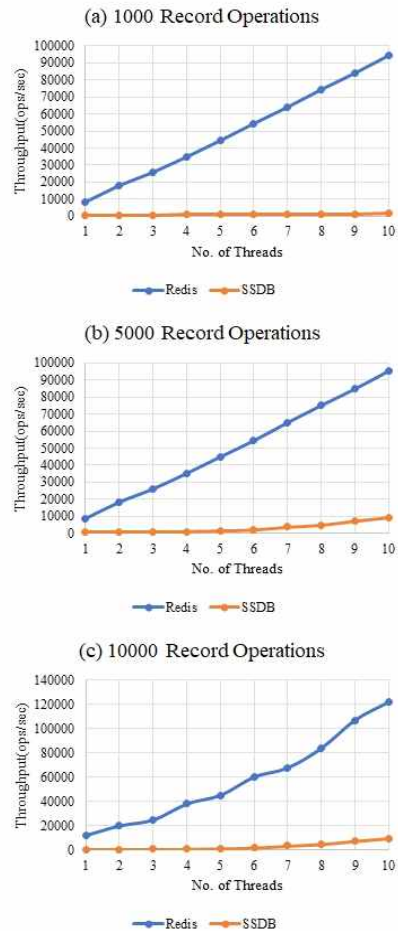 (a) 1000 Record Operations
Throughput(ops/sec)
100000
90000
80000
70000
60000
50000
40000
30000
20000
10000
0
1 2 3 4 5 6 7 8 9 10
No. of Threads
Redis SSDB
(b) 5000 Record Operations
Throughput(ops/sec)
100000
90000
80000
70000
60000
50000
40000
30000
20000
10000
0
1 2 3 4 5 6 7 8 9 10
No. of Threads
Redis SSDB
(c) 10000 Record Operations
Throughput(ops/sec)
140000
120000
100000
80000
60000
40000
20000
0
1 2 3 4 5 6 7 8 9 10
No. of Threads
Redis SSDB